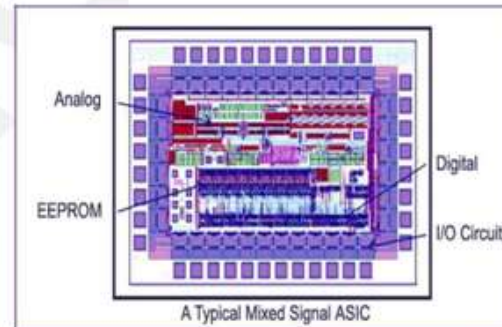 Analog
Digital
EEPROM
I/O Circuit
A Typical Mixed Signal ASIC